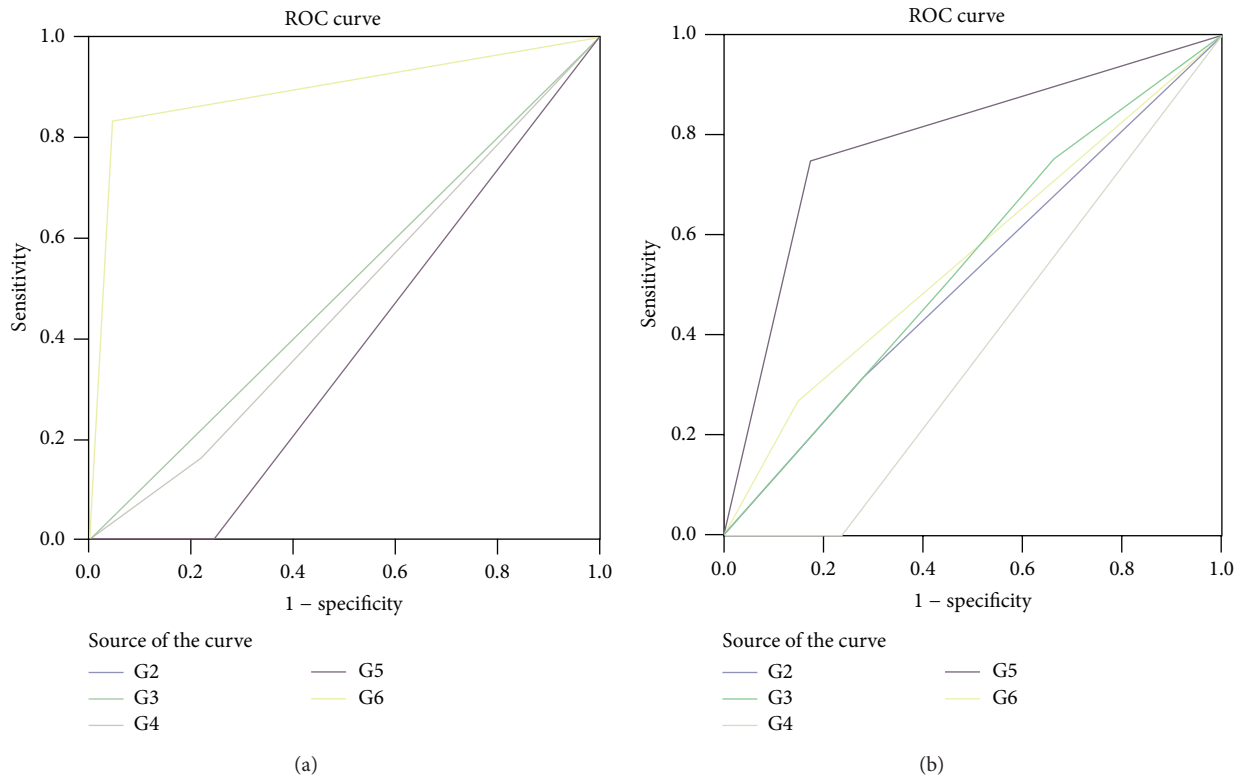 ROC curve
1.0
0.8
0.6
0.4
0.2
0.0
Sensitivity
0.0 0.2 0.4 0.6 0.8 1.0
1 − specificity
Source of the curve
G2 G5
G3 G6
G4
(a)
ROC curve
1.0
0.8
0.6
0.4
0.2
0.0
Sensitivity
0.0 0.2 0.4 0.6 0.8 1.0
1 − specificity
Source of the curve
G2 G5
G3 G6
G4
(b)